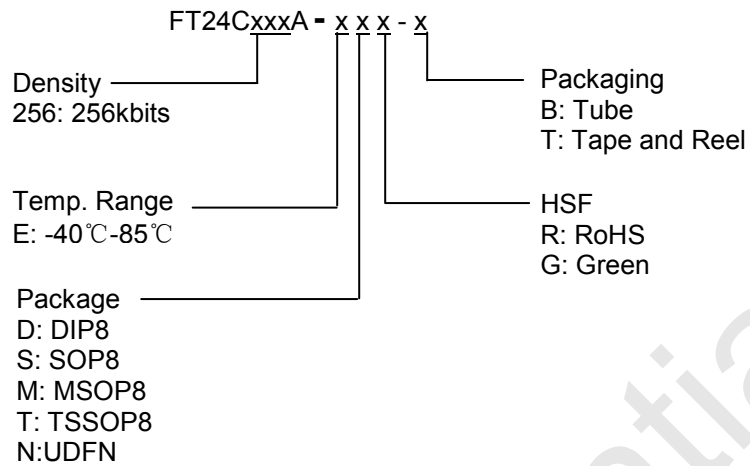 FT24CxxxA - x x x - x
Density
256: 256kbits
Packaging
B: Tube
T: Tape and Reel
Temp. Range
E: -40℃-85℃
HSF
R: RoHS
G: Green
Package
D: DIP8
S: SOP8
M: MSOP8
T: TSSOP8
N:UDFN